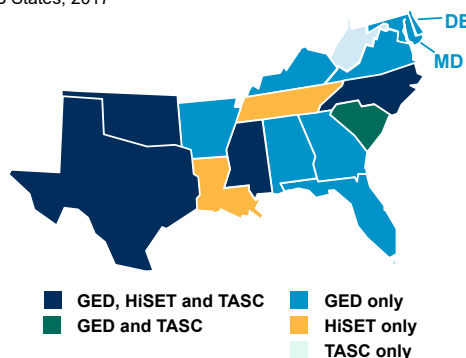 States, 2017
DE
MD
GED, HiSET and TASC
GED only
GED and TASC
HiSET only
TASC only